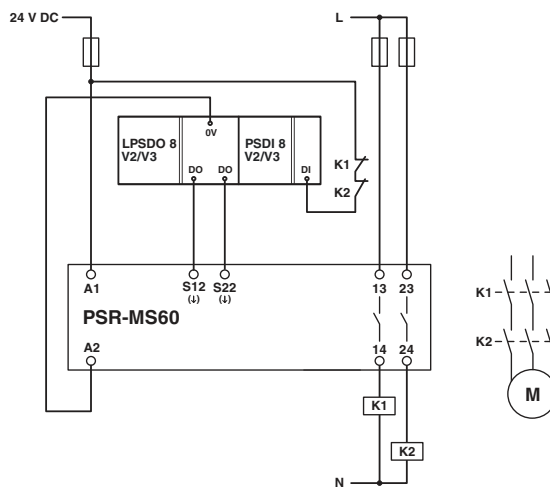 24 V DC
L
LPSDO 8
V2/V3
0V
PSDI 8
V2/V3
DO
DO
DI
K1
K2
A1
S12
(↓)
S22
(↓)
13
23
PSR-MS60
A2
14
24
K1
K2
N
K1
K2
M